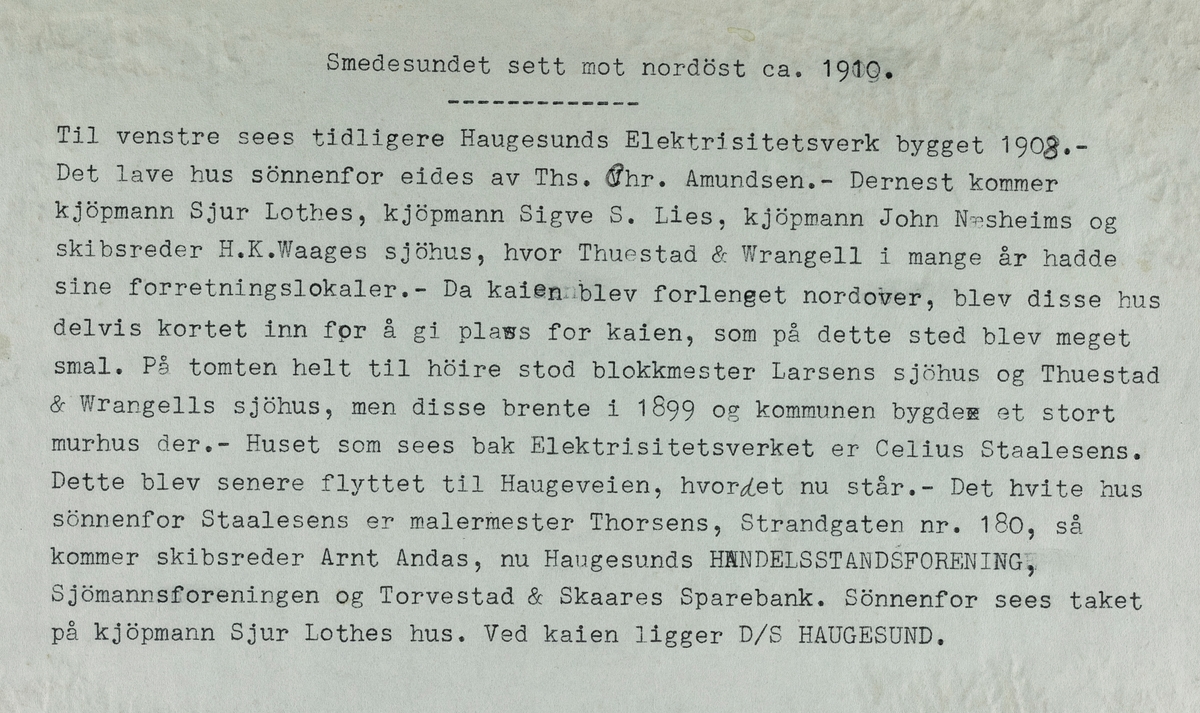 Smedesundet sett mot nordöst ca. 1910.
-------------
Til venstre sees tidligere Haugesunds Elektrisitetsverk bygget 1908.-
Det lave hus sönnenfor eides av Ths. Chr. Amundsen.- Dernest kommer
kjöpmann Sjur Lothes, kjöpmann Sigve S. Lies, kjöpmann John Næsheims og
skibsreder H.K.Waages sjöhus, hvor Thuestad & Wrangell i mange år hadde
sine forretningslokaler.- Da kaien blev forlenget nordover, blev disse hus
delvis kortet inn for å gi plass for kaien, som på dette sted blev meget
smal. På tomten helt til höire stod blokkmester Larsens sjöhus og Thuestad
& Wrangells sjöhus, men disse brente i 1899 og kommunen bygde et stort
murhus der.- Huset som sees bak Elektrisitetsverket er Celius Staalesens.
Dette blev senere flyttet til Haugeveien, hvor det nu står.- Det hvite hus
sönnenfor Staalesens er malermester Thorsens, Strandgaten nr. 180, så
kommer skibsreder Arnt Andas, nu Haugesunds HANDELSSTANDSFORENING,
Sjömannsforeningen og Torvestad & Skaares Sparebank. Sönnenfor sees taket
på kjöpmann Sjur Lothes hus. Ved kaien ligger D/S HAUGESUND.